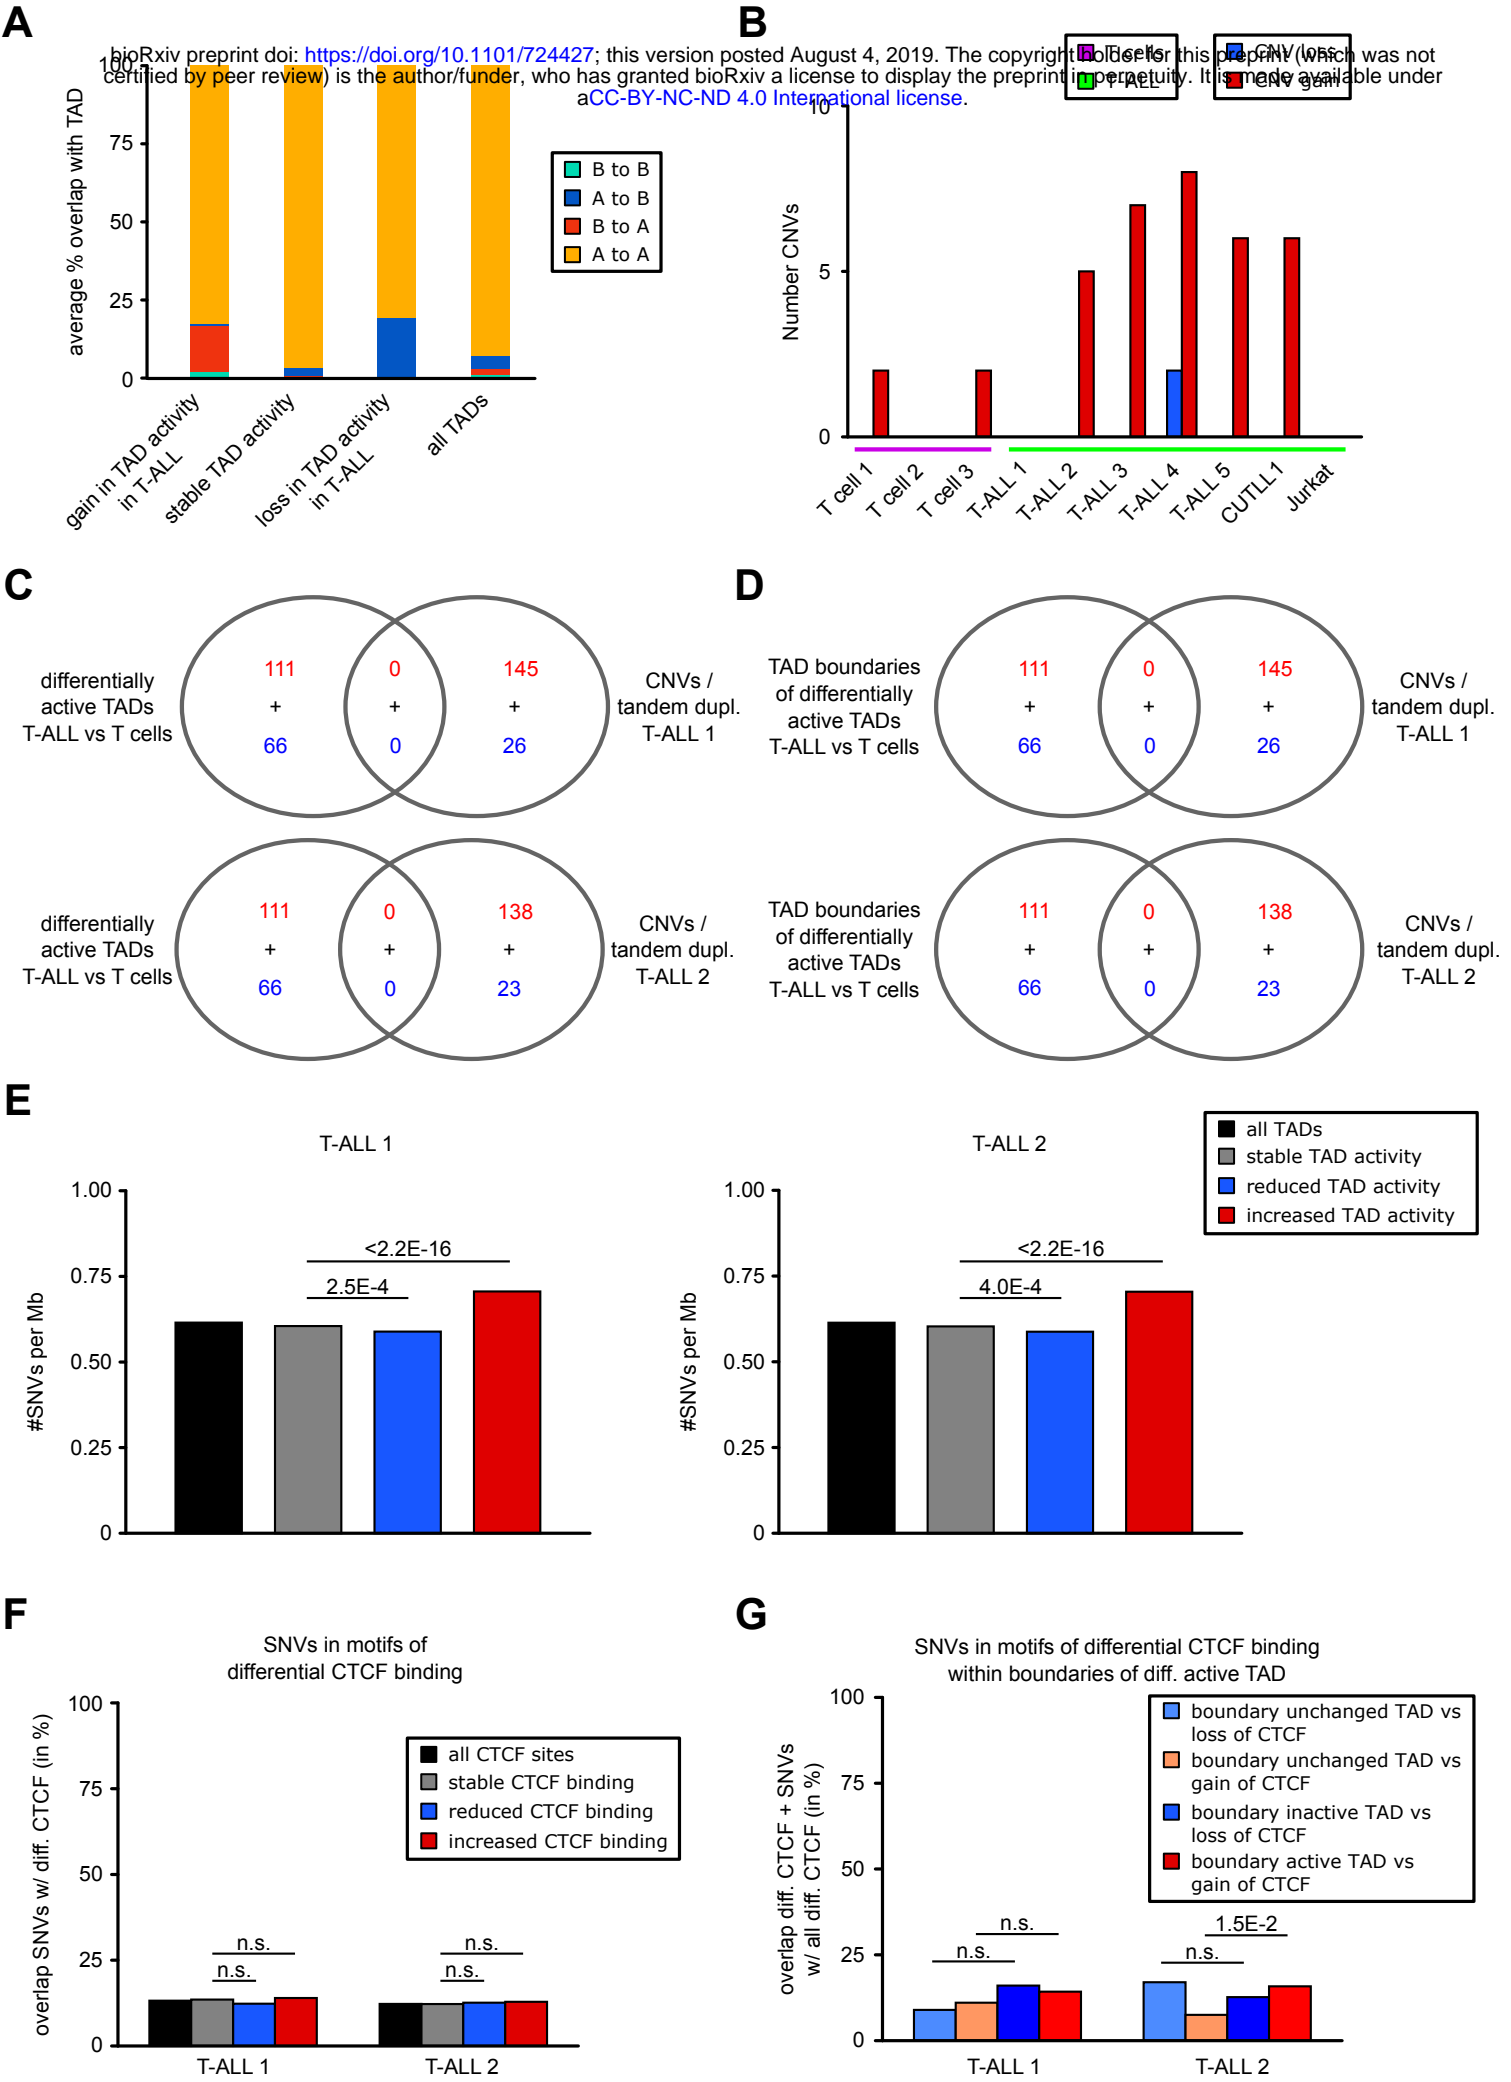 A
B
bioRxiv preprint doi: https://doi.org/10.1101/724427; this version posted August 4, 2019. The copyright holder for this preprint (which was not
certified by peer review) is the author/funder, who has granted bioRxiv a license to display the preprint in perpetuity. It is made available under
aCC-BY-NC-ND 4.0 International license.
average % overlap with TAD
100
75
50
25
0
gain in TAD activity
in T-ALL
stable TAD activity
loss in TAD activity
in T-ALL
all TADs
B to B
A to B
B to A
A to A
T cells
T-ALL
CNV loss
CNV gain
Number CNVs
10
5
0
T cell 1
T cell 2
T cell 3
T-ALL 1
T-ALL 2
T-ALL 3
T-ALL 4
T-ALL 5
CUTLL1
Jurkat
C
differentially
active TADs
T-ALL vs T cells
111 0 145
+ + +
66 0 26
CNVs /
tandem dupl.
T-ALL 1
differentially
active TADs
T-ALL vs T cells
111 0 138
+ + +
66 0 23
CNVs /
tandem dupl.
T-ALL 2
D
TAD boundaries
of differentially
active TADs
T-ALL vs T cells
111 0 145
+ + +
66 0 26
CNVs /
tandem dupl.
T-ALL 1
TAD boundaries
of differentially
active TADs
T-ALL vs T cells
111 0 138
+ + +
66 0 23
CNVs /
tandem dupl.
T-ALL 2
E
T-ALL 1
#SNVs per Mb
1.00
0.75
0.50
0.25
0
<2.2E-16
2.5E-4
T-ALL 2
#SNVs per Mb
1.00
0.75
0.50
0.25
0
<2.2E-16
4.0E-4
all TADs
stable TAD activity
reduced TAD activity
increased TAD activity
F
SNVs in motifs of
differential CTCF binding
overlap SNVs w/ diff. CTCF (in %)
100
75
50
25
0
all CTCF sites
stable CTCF binding
reduced CTCF binding
increased CTCF binding
n.s.
n.s.
n.s.
n.s.
T-ALL 1
T-ALL 2
G
SNVs in motifs of differential CTCF binding
within boundaries of diff. active TAD
overlap diff. CTCF + SNVs
w/ all diff. CTCF (in %)
100
75
50
25
0
boundary unchanged TAD vs
loss of CTCF
boundary unchanged TAD vs
gain of CTCF
boundary inactive TAD vs
loss of CTCF
boundary active TAD vs
gain of CTCF
n.s.
n.s.
1.5E-2
n.s.
T-ALL 1
T-ALL 2